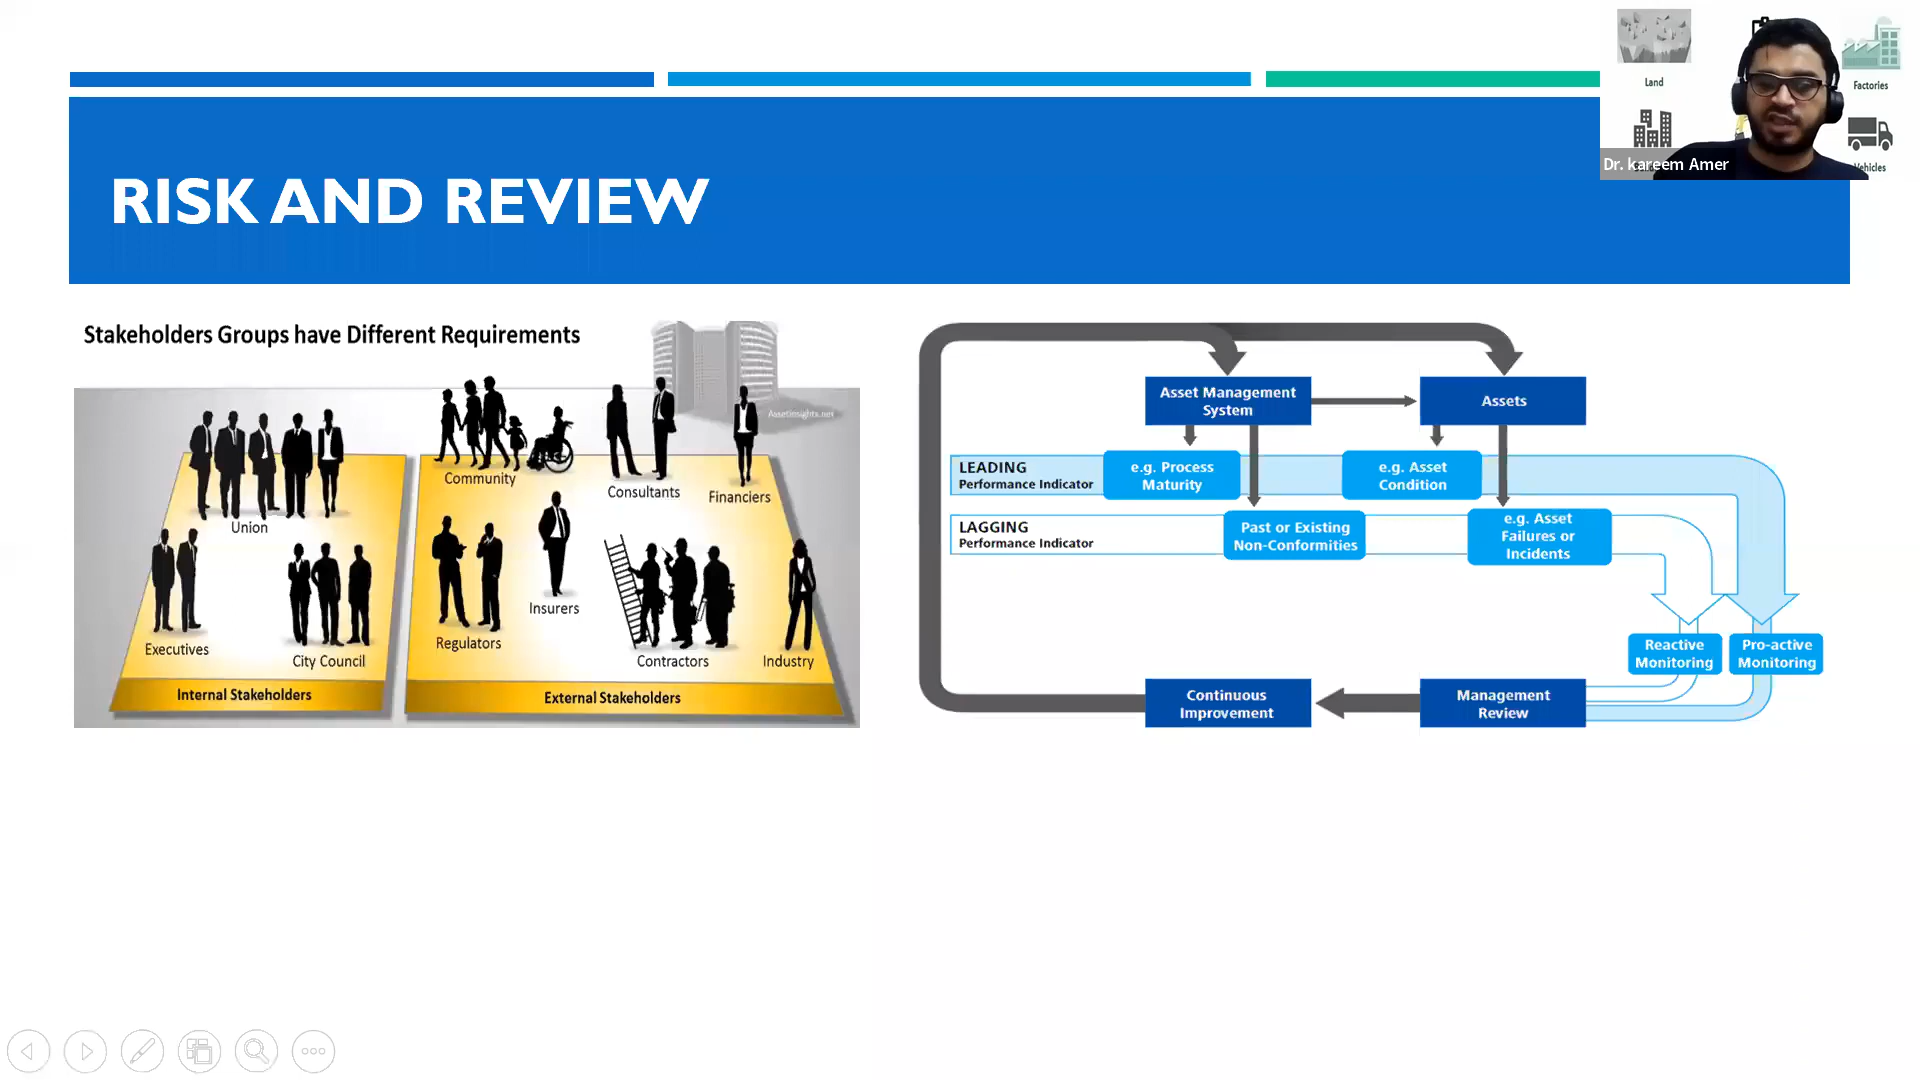 Land
Factories
Dr. kareem Amer
RISK AND REVIEW
Stakeholders Groups have Different Requirements
Assetinsights.net
Community
Consultants
Financiers
Union
Insurers
Executives
City Council
Regulators
Contractors
Industry
Internal Stakeholders
External Stakeholders
Asset Management
System
Assets
LEADING
Performance Indicator
e.g. Process
Maturity
e.g. Asset
Condition
LAGGING
Performance Indicator
Past or Existing
Non-Conformities
e.g. Asset
Failures or
Incidents
Reactive
Monitoring
Pro-active
Monitoring
Continuous
Improvement
Management
Review